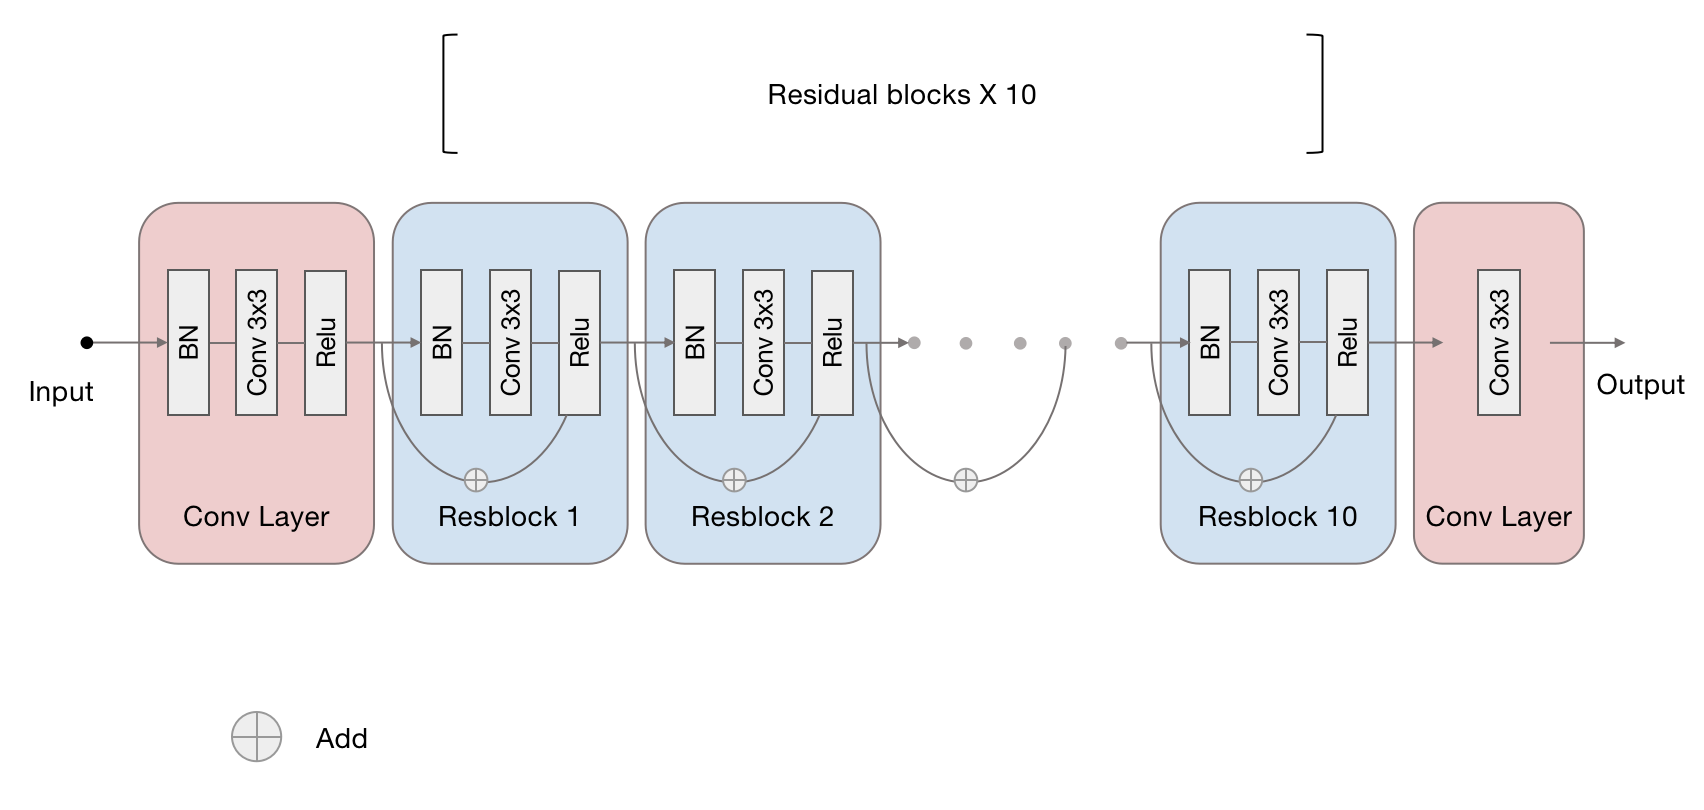 Residual blocks X 10
BN
Conv 3x3
Relu
BN
Conv 3x3
Relu
BN
Conv 3x3
Relu
BN
Conv 3x3
Relu
Conv 3x3
Input
Output
Conv Layer
Resblock 1
Resblock 2
Resblock 10
Conv Layer
Add